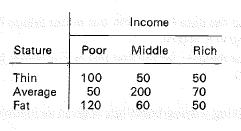 Income
Stature Poor Middle Rich
Thin 100 50 50
Average 50 200 70
Fat 120 60 50